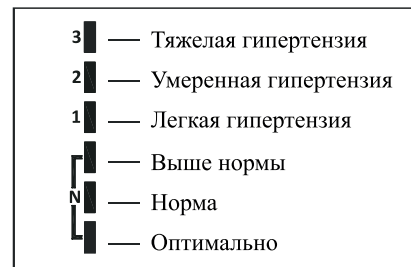 3 — Тяжелая гипертензия
2 — Умеренная гипертензия
1 — Легкая гипертензия
— Выше нормы
N — Норма
— Оптимально